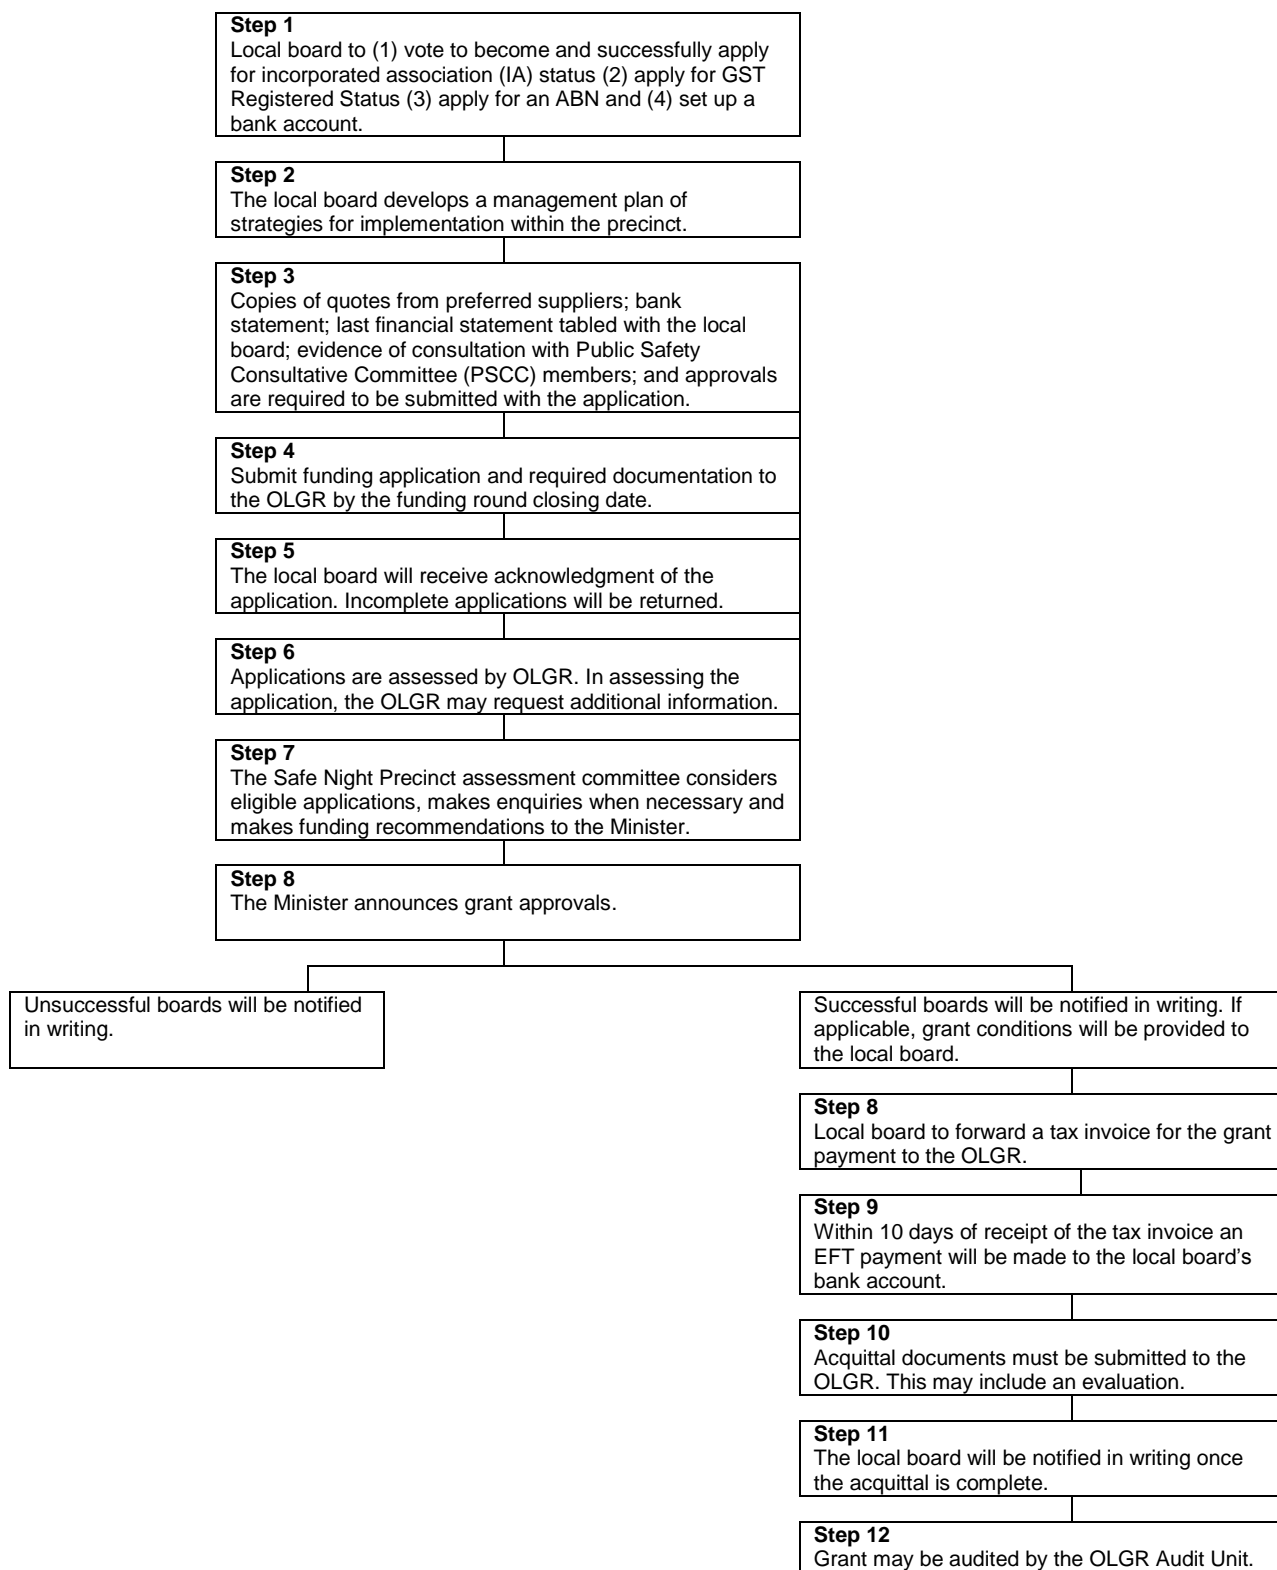 Step 1
Local board to (1) vote to become and successfully apply
for incorporated association (IA) status (2) apply for GST
Registered Status (3) apply for an ABN and (4) set up a
bank account.
Step 2
The local board develops a management plan of
strategies for implementation within the precinct.
Step 3
Copies of quotes from preferred suppliers; bank
statement; last financial statement tabled with the local
board; evidence of consultation with Public Safety
Consultative Committee (PSCC) members; and approvals
are required to be submitted with the application.
Step 4
Submit funding application and required documentation to
the OLGR by the funding round closing date.
Step 5
The local board will receive acknowledgment of the
application. Incomplete applications will be returned.
Step 6
Applications are assessed by OLGR. In assessing the
application, the OLGR may request additional information.
Step 7
The Safe Night Precinct assessment committee considers
eligible applications, makes enquiries when necessary and
makes funding recommendations to the Minister.
Step 8
The Minister announces grant approvals.
Unsuccessful boards will be notified
in writing.
Successful boards will be notified in writing. If
applicable, grant conditions will be provided to
the local board.
Step 8
Local board to forward a tax invoice for the grant
payment to the OLGR.
Step 9
Within 10 days of receipt of the tax invoice an
EFT payment will be made to the local board's
bank account.
Step 10
Acquittal documents must be submitted to the
OLGR. This may include an evaluation.
Step 11
The local board will be notified in writing once
the acquittal is complete.
Step 12
Grant may be audited by the OLGR Audit Unit.